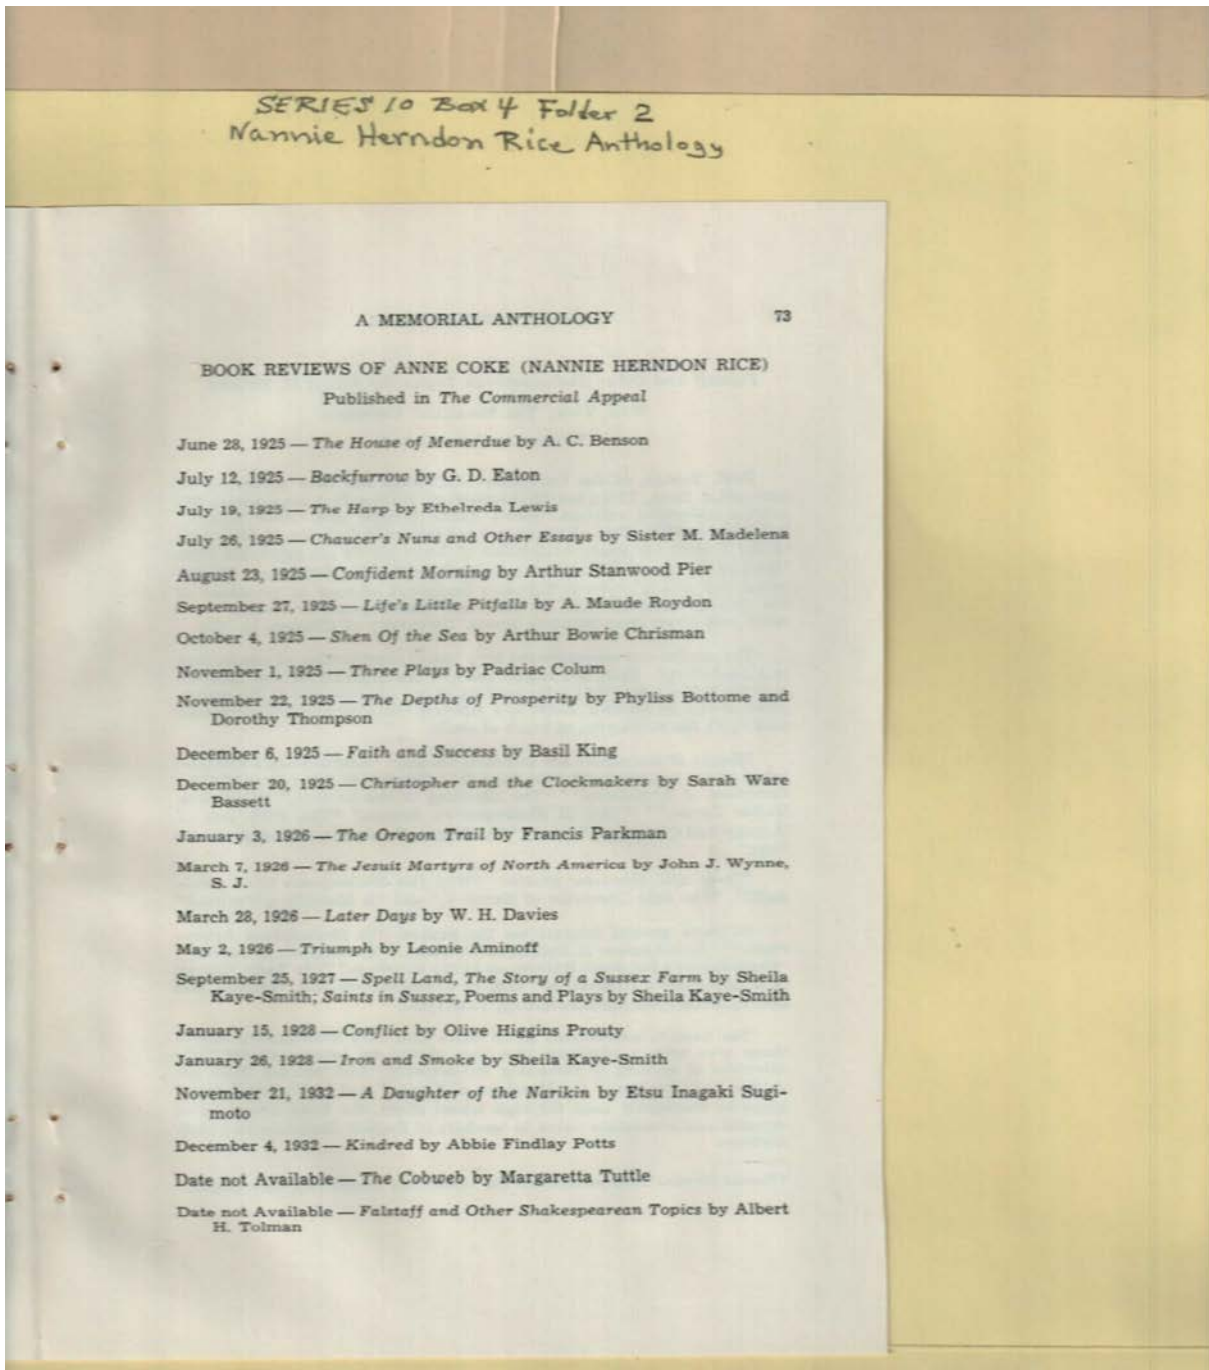 SERIES 10 Box 4 Folder 2
Nannie Herndon Rice Anthology
A MEMORIAL ANTHOLOGY 73
BOOK REVIEWS OF ANNE COKE (NANNIE HERNDON RICE)
Published in The Commercial Appeal
June 28, 1925 — The House of Menerdue by A. C. Benson
July 12, 1925 — Backfurrow by G. D. Eaton
July 19, 1925 — The Harp by Ethelreda Lewis
July 26, 1925 — Chaucer's Nuns and Other Essays by Sister M. Madelena
August 23, 1925 — Confident Morning by Arthur Stanwood Pier
September 27, 1925 — Life's Little Pitfalls by A. Maude Roydon
October 4, 1925 — Shen Of the Sea by Arthur Bowie Chrisman
November 1, 1925 — Three Plays by Padriac Colum
November 22, 1925 — The Depths of Prosperity by Phyliss Bottome and
Dorothy Thompson
December 6, 1925 — Faith and Success by Basil King
December 20, 1925 — Christopher and the Clockmakers by Sarah Ware
Bassett
January 3, 1926 — The Oregon Trail by Francis Parkman
March 7, 1926 — The Jesuit Martyrs of North America by John J. Wynne,
S. J.
March 28, 1926 — Later Days by W. H. Davies
May 2, 1926 — Triumph by Leonie Aminoff
September 25, 1927 — Spell Land, The Story of a Sussex Farm by Sheila
Kaye-Smith; Saints in Sussex, Poems and Plays by Sheila Kaye-Smith
January 15, 1928 — Conflict by Olive Higgins Prouty
January 26, 1928 — Iron and Smoke by Sheila Kaye-Smith
November 21, 1932 — A Daughter of the Narikin by Etsu Inagaki Sugi-
moto
December 4, 1932 — Kindred by Abbie Findlay Potts
Date not Available — The Cobweb by Margaretta Tuttle
Date not Available — Falstaff and Other Shakespearean Topics by Albert
H. Tolman